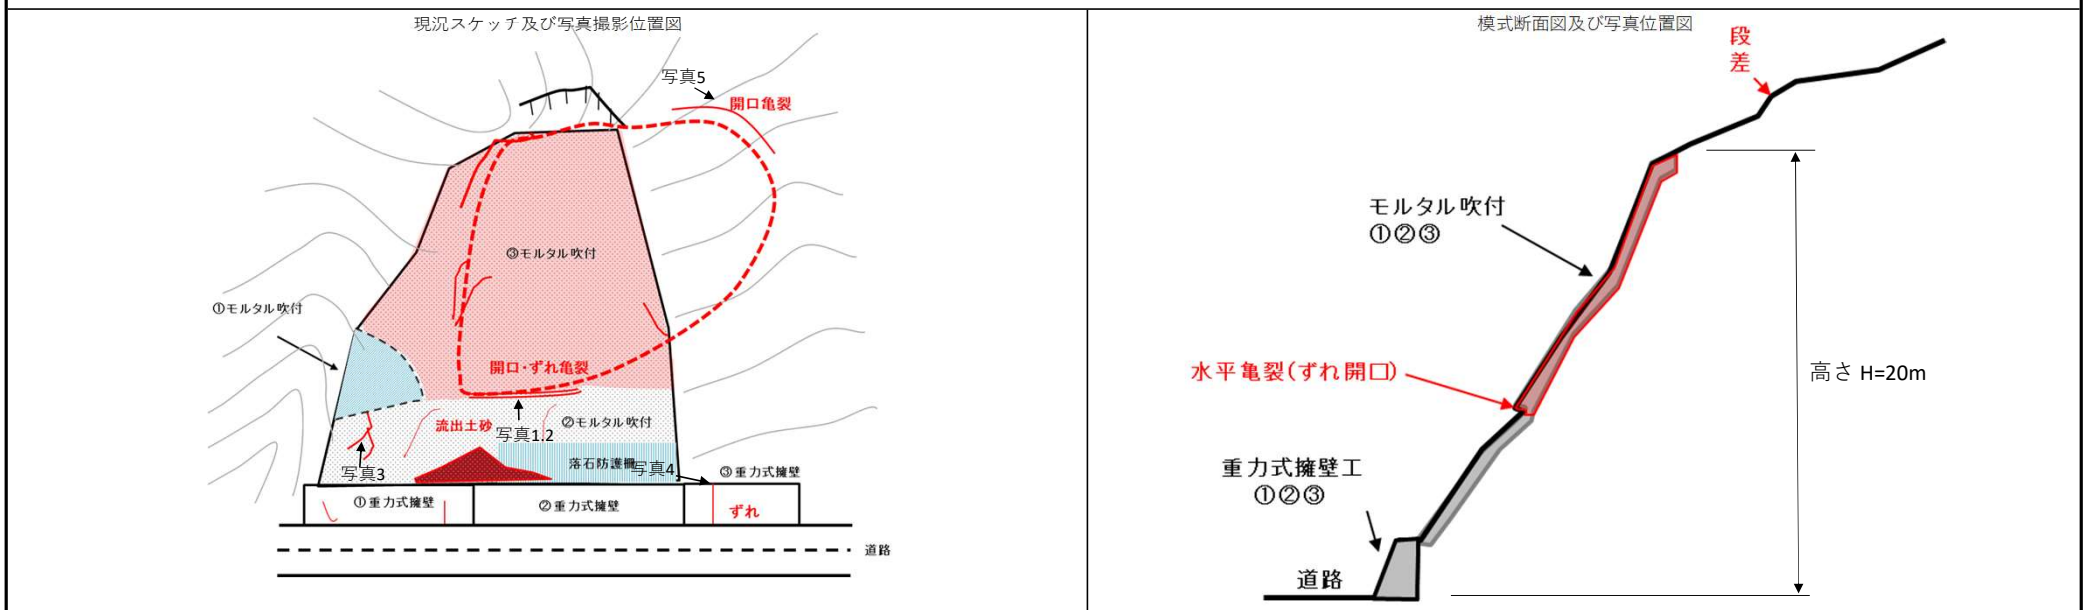 現況スケッチ及び写真撮影位置図
写真5
開口亀裂
③モルタル吹付
①モルタル吹付
開口・ずれ亀裂
流出土砂
②モルタル吹付
写真1.2
落石防護柵
写真4
③重力式擁壁
写真3
①重力式擁壁
②重力式擁壁
ずれ
道路
模式断面図及び写真位置図
段
差
モルタル吹付
①②③
水平亀裂(ずれ開口)
高さ H=20m
重力式擁壁工
①②③
道路